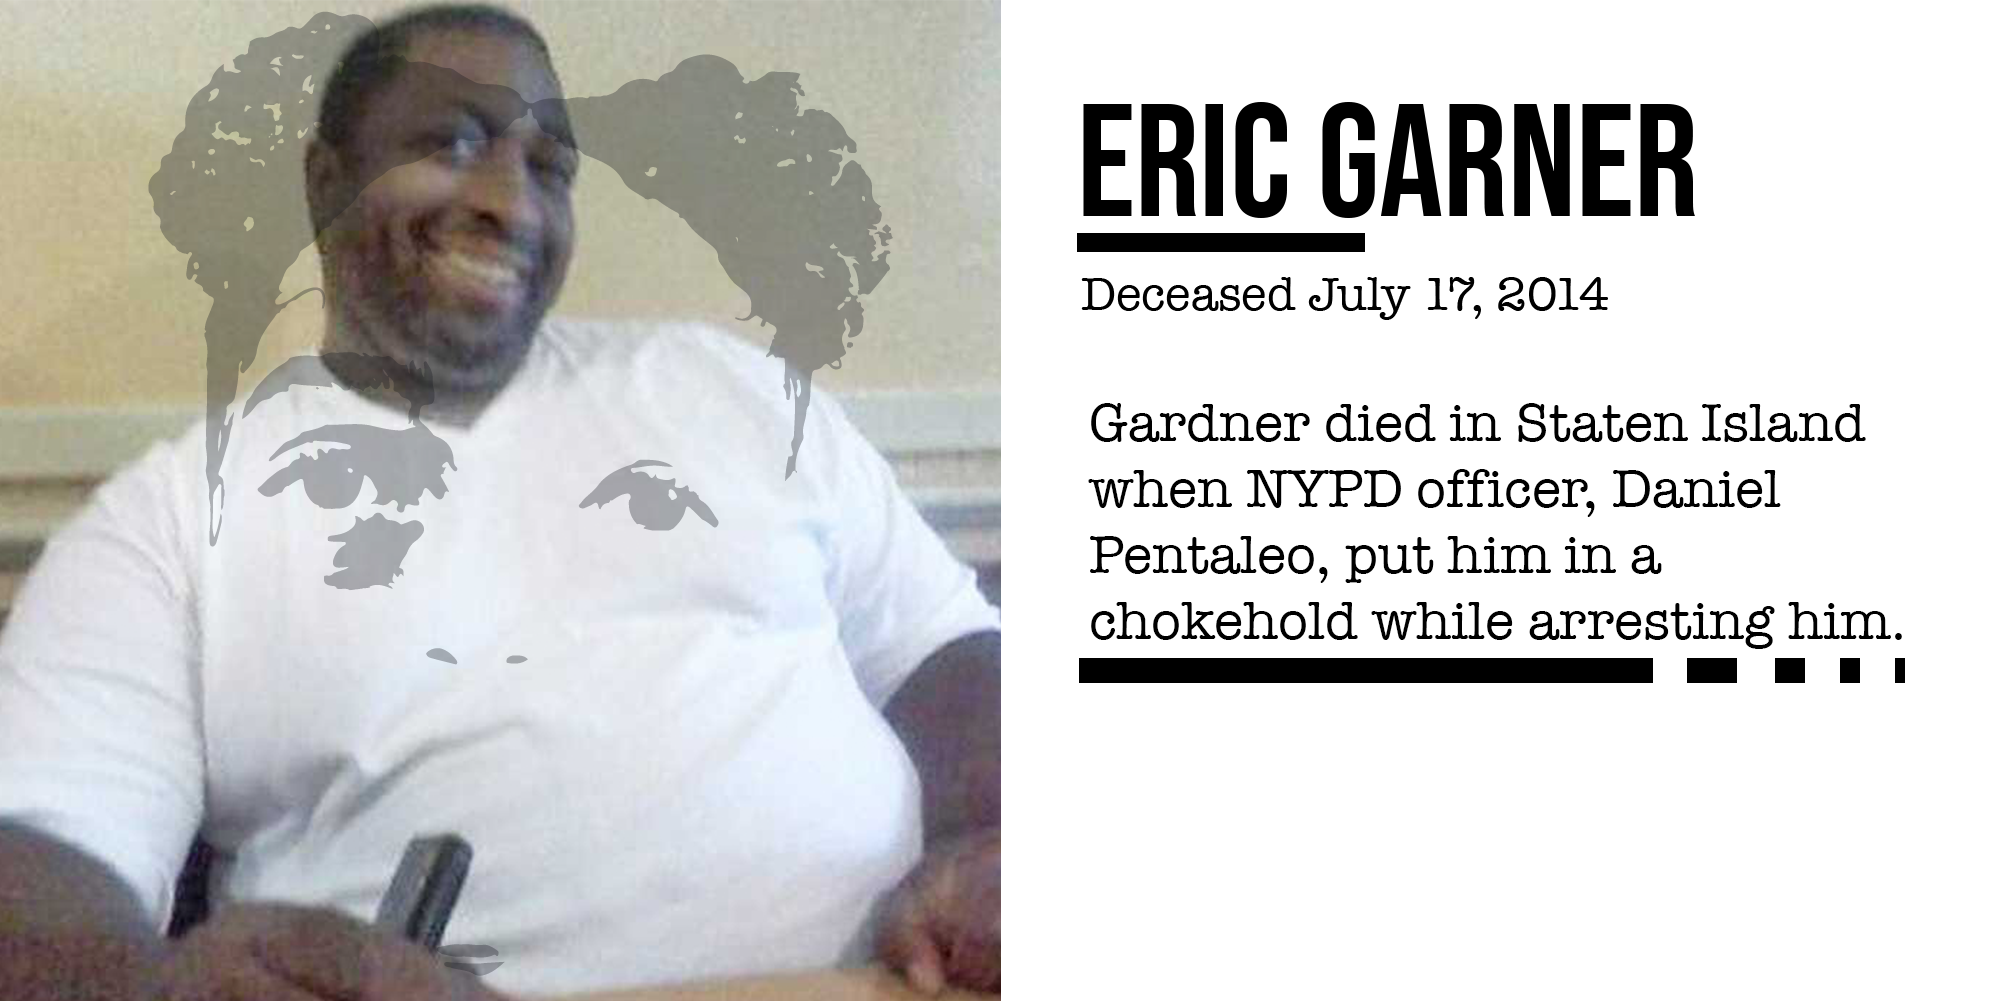 ERIC GARNER
Deceased July 17, 2014
Gardner died in Staten Island
when NYPD officer, Daniel
Pentaleo, put him in a
chokehold while arresting him.